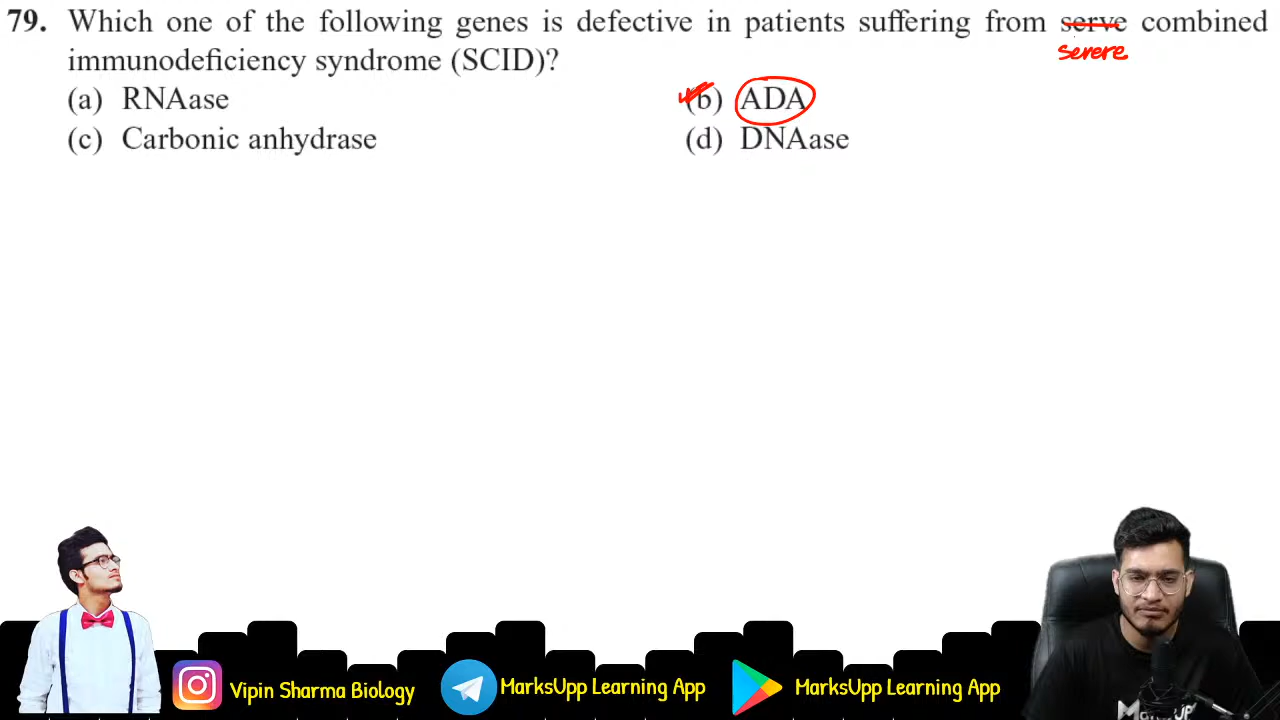 79. Which one of the following genes is defective in patients suffering from serve combined
severe
immunodeficiency syndrome (SCID)?
(a) RNAase (b) ADA
(c) Carbonic anhydrase (d) DNAase
Vipin Sharma Biology MarksUpp Learning App MarksUpp Learning App